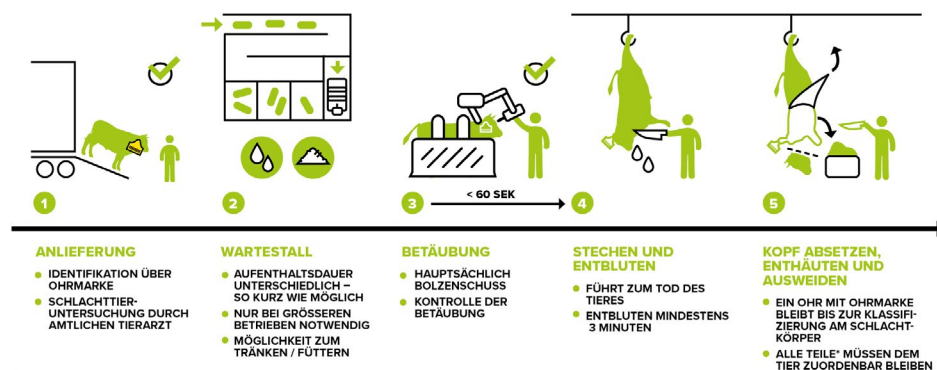 < 60 SEK
1
2
3
4
5
ANLIEFERUNG
IDENTIFIKATION ÜBER
OHRMARKE
SCHLACHTTIER-
UNTERSUCHUNG DURCH
AMTLICHEN TIERARZT
WARTESTALL
AUFENTHALTSDAUER
UNTERSCHIEDLICH –
SO KURZ WIE MÖGLICH
NUR BEI GRÖSSEREN
BETRIEBEN NOTWENDIG
MÖGLICHKEIT ZUM
TRÄNKEN / FÜTTERN
BETÄUBUNG
HAUPTSÄCHLICH
BOLZENSCHUSS
KONTROLLE DER
BETÄUBUNG
STECHEN UND
ENTBLUTEN
FÜHRT ZUM TOD DES
TIERES
ENTBLUTEN MINDESTENS
3 MINUTEN
KOPF ABSETZEN,
ENTHÄUTEN UND
AUSWEIDEN
EIN OHR MIT OHRMARKE
BLEIBT BIS ZUR KLASSIFI-
ZIERUNG AM SCHLACHT-
KÖRPER
ALLE TEILE* MÜSSEN DEM
TIER ZUORDENBAR BLEIBEN